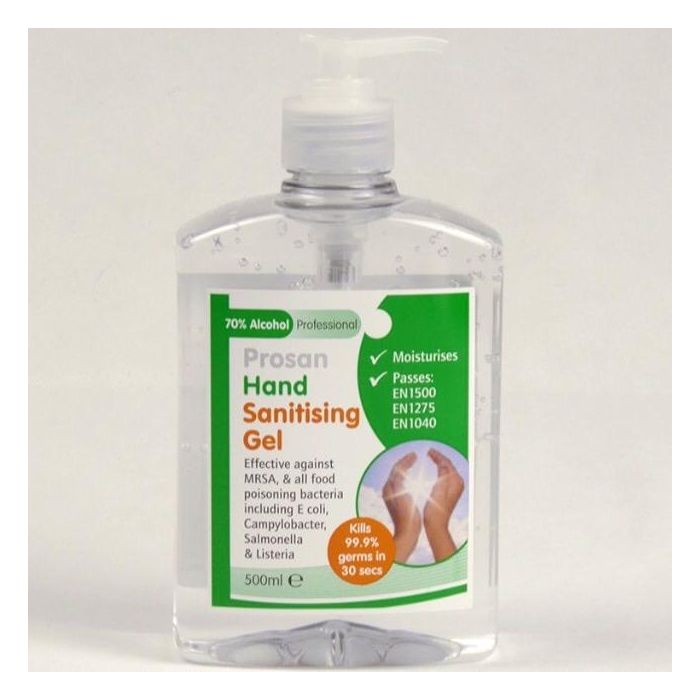 70% Alcohol Professional
Prosan
Hand
Sanitising
Gel
Effective against
MRSA, & all food
poisoning bacteria
including E coli,
Campylobacter,
Salmonella
& Listeria
500ml ℮
Moisturises
Passes:
EN1500
EN1275
EN1040
Kills
99.9%
germs in
30 secs